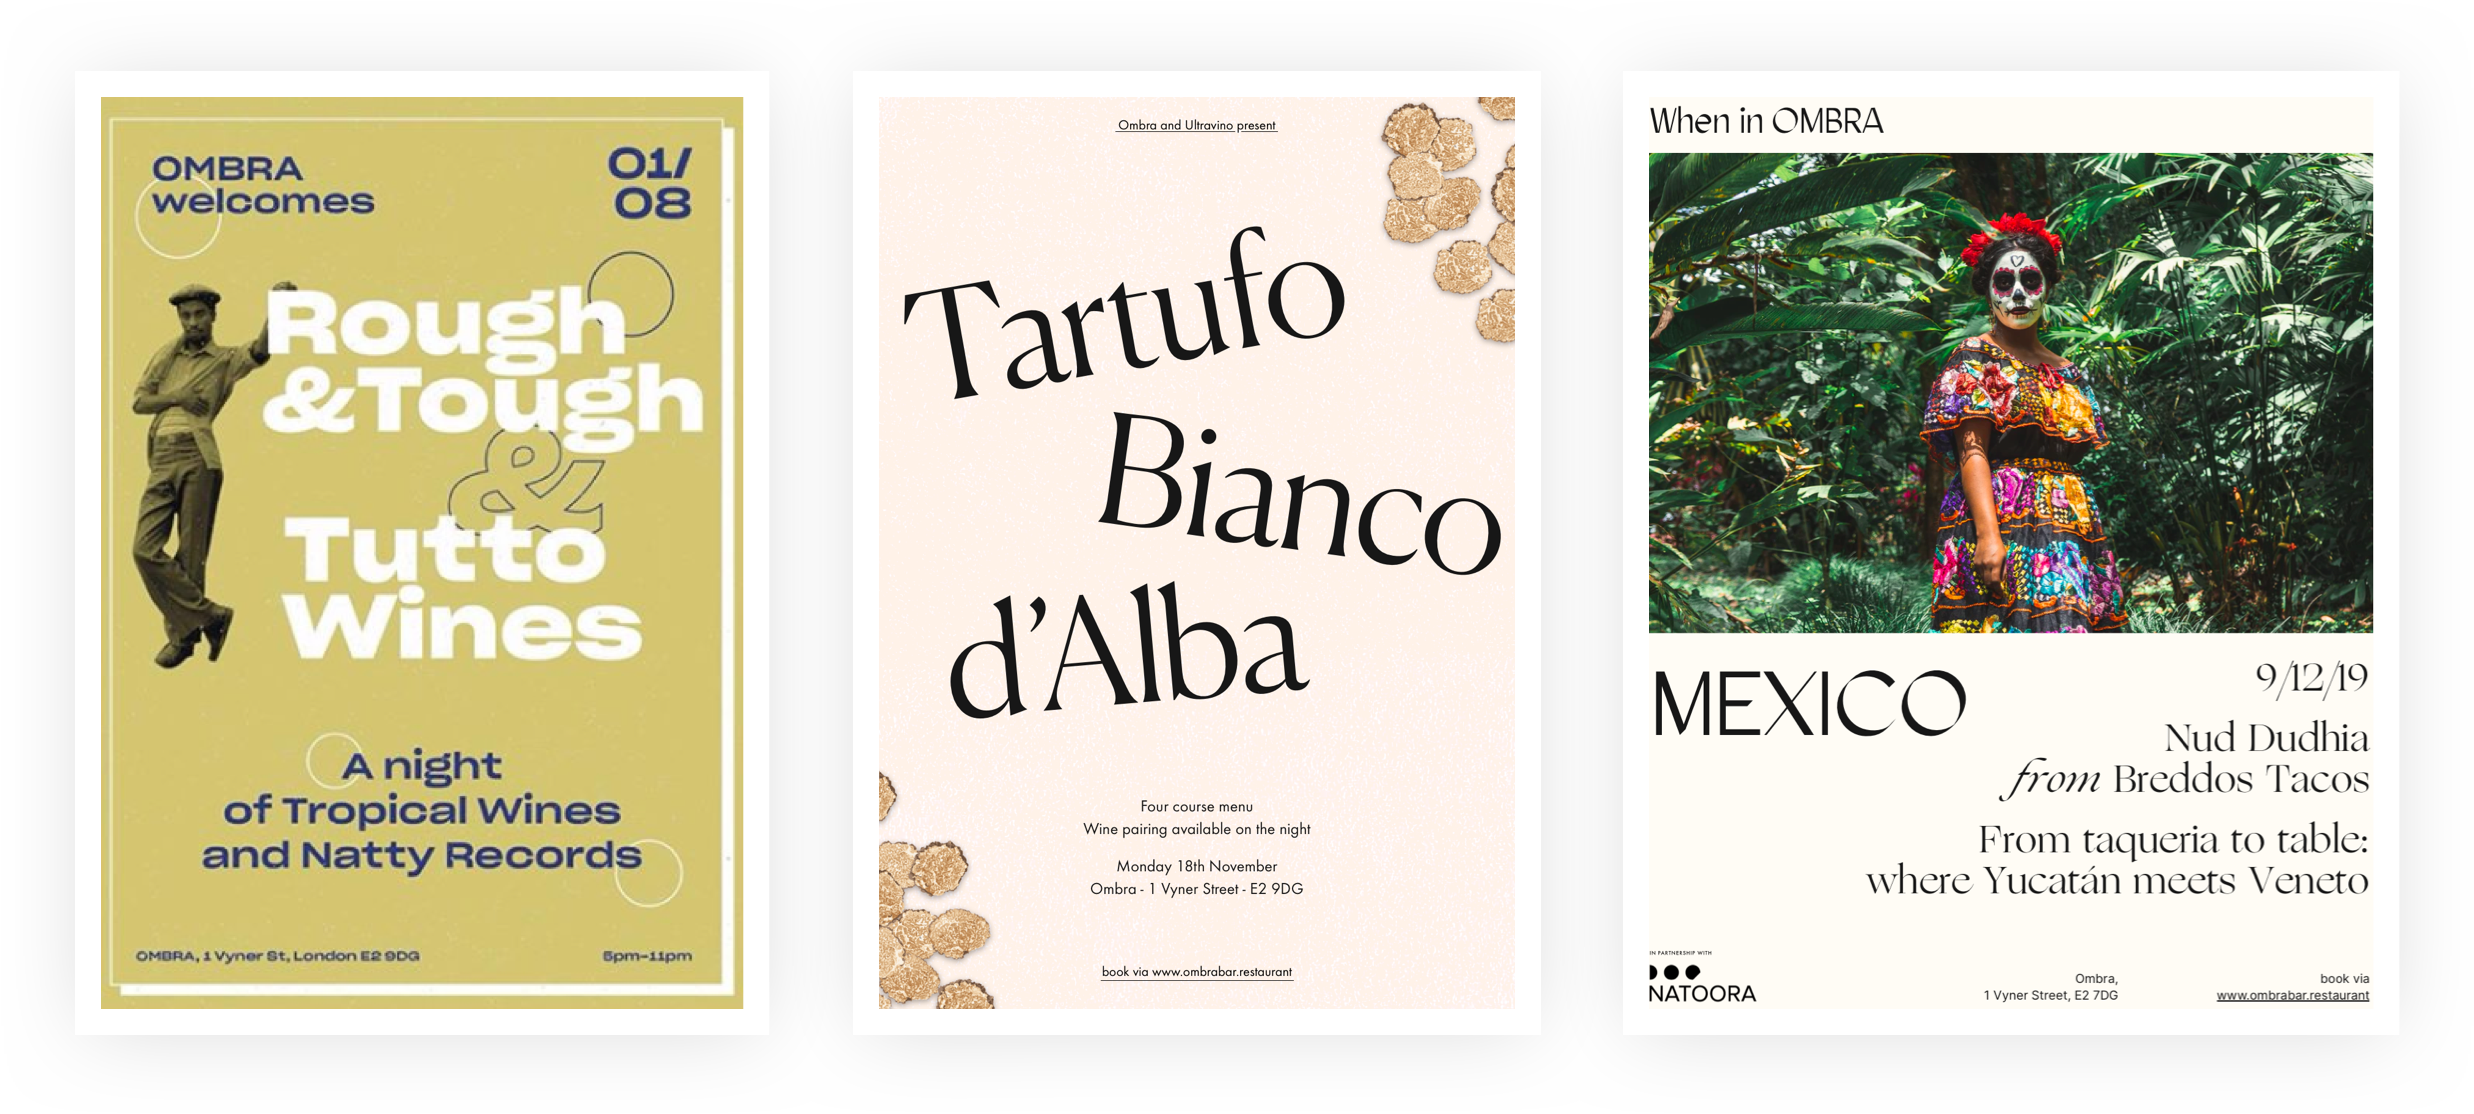 OMBRA
welcomes
01/
08
Rough
&Tough
&
Tutto
Wines
A night
of Tropical Wines
and Natty Records
OMBRA, 1 Vyner St, London E2 9DG
5pm-11pm
Ombra and Ultravino present
Tartufo
Bianco
d'Alba
Four course menu
Wine pairing available on the night
Monday 18th November
Ombra - 1 Vyner Street - E2 9DG
book via www.ombrabar.restaurant
When in OMBRA
MEXICO
9/12/19
Nud Dudhia
from Breddos Tacos
From taqueria to table:
where Yucatán meets Veneto
IN PARTNERSHIP WITH
NATOORA
Ombra,
1 Vyner Street, E2 7DG
book via
www.ombrabar.restaurant